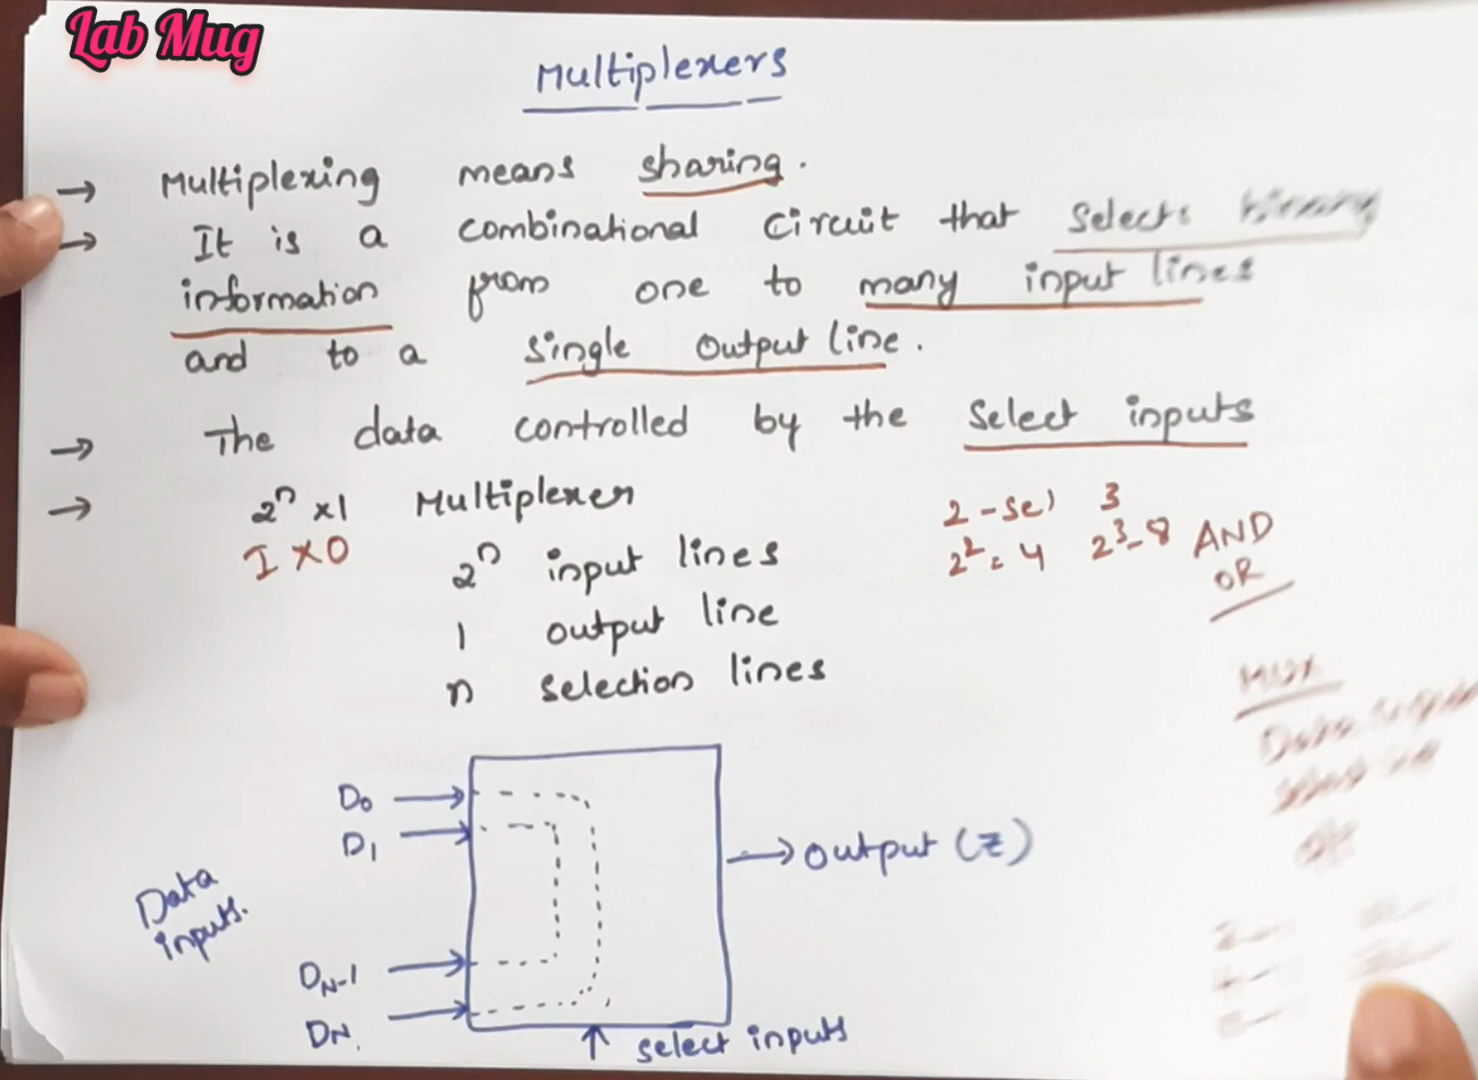 Lab Mug
Multiplexers
→ Multiplexing means sharing.
→ It is a combinational circuit that selects binary
information from one to many input lines
and to a single output line.
→ The data controlled by the select inputs
→ 2ⁿ x1 Multiplexer
I x O
2ⁿ input lines
1 output line
n selection lines
2 - sel 3
2² = 4 2³- 8 AND
OR
MUX
D0
D1
Data
inputs.
DN-1
DN.
→ output (Z)
↑ select inputs